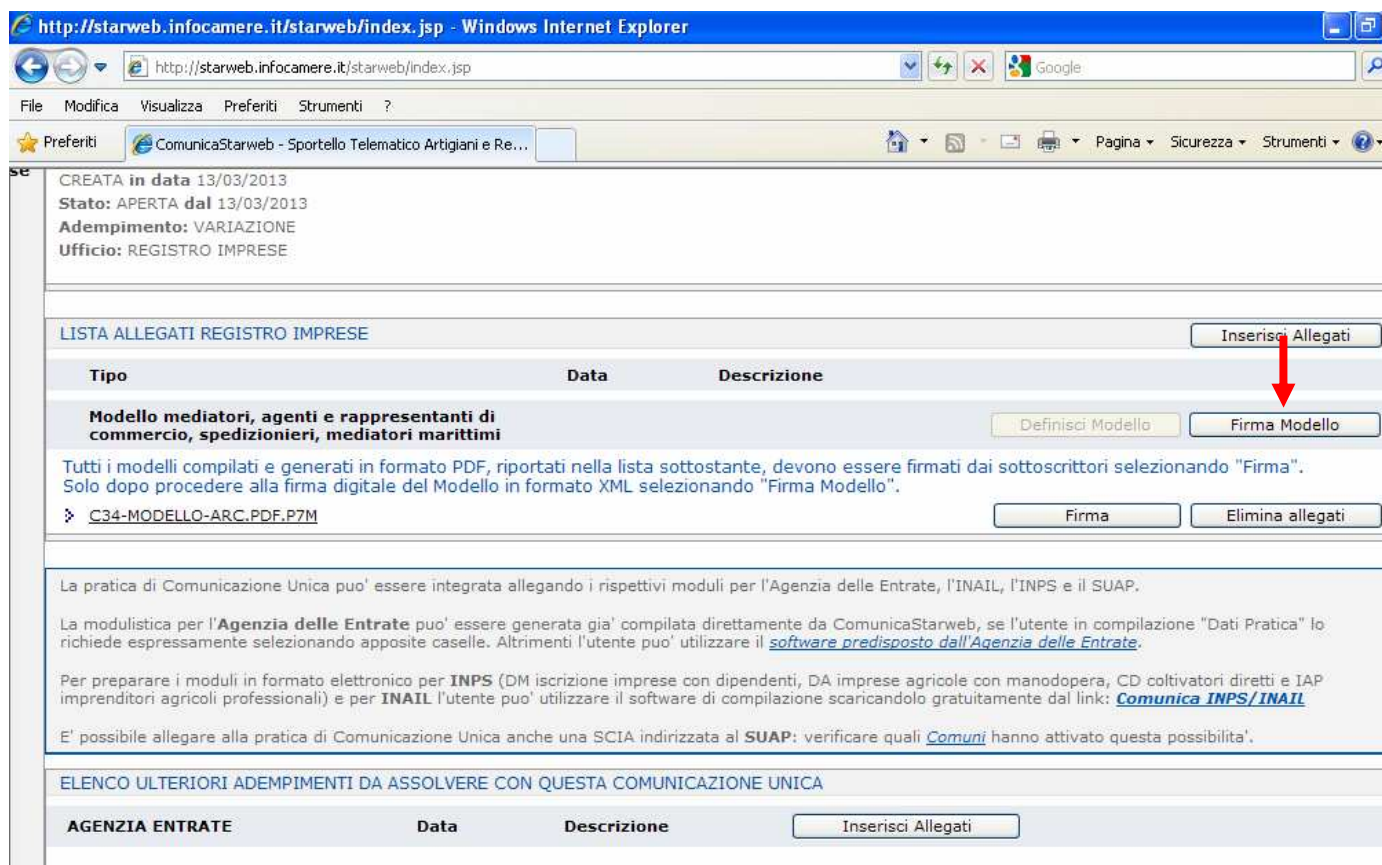 http://starweb.infocamere.it/starweb/index.jsp - Windows Internet Explorer
http://starweb.infocamere.it/starweb/index.jsp
Google
File Modifica Visualizza Preferiti Strumenti ?
Preferiti ComunicaStarweb - Sportello Telematico Artigiani e Re... Pagina Sicurezza Strumenti
se
CREATA in data 13/03/2013
Stato: APERTA dal 13/03/2013
Adempimento: VARIAZIONE
Ufficio: REGISTRO IMPRESE
LISTA ALLEGATI REGISTRO IMPRESE Inserisci Allegati
Tipo Data Descrizione
Modello mediatori, agenti e rappresentanti di
commercio, spedizionieri, mediatori marittimi
Definisci Modello Firma Modello
Tutti i modelli compilati e generati in formato PDF, riportati nella lista sottostante, devono essere firmati dai sottoscrittori selezionando "Firma".
Solo dopo procedere alla firma digitale del Modello in formato XML selezionando "Firma Modello".
C34-MODELLO-ARC.PDF.P7M Firma Elimina allegati
La pratica di Comunicazione Unica puo' essere integrata allegando i rispettivi moduli per l'Agenzia delle Entrate, l'INAIL, l'INPS e il SUAP.
La modulistica per l'Agenzia delle Entrate puo' essere generata gia' compilata direttamente da ComunicaStarweb, se l'utente in compilazione "Dati Pratica" lo
richiede espressamente selezionando apposite caselle. Altrimenti l'utente puo' utilizzare il software predisposto dall'Agenzia delle Entrate.
Per preparare i moduli in formato elettronico per INPS (DM iscrizione imprese con dipendenti, DA imprese agricole con manodopera, CD coltivatori diretti e IAP
imprenditori agricoli professionali) e per INAIL l'utente puo' utilizzare il software di compilazione scaricandolo gratuitamente dal link: Comunica INPS/INAIL
E' possibile allegare alla pratica di Comunicazione Unica anche una SCIA indirizzata al SUAP: verificare quali Comuni hanno attivato questa possibilita'.
ELENCO ULTERIORI ADEMPIMENTI DA ASSOLVERE CON QUESTA COMUNICAZIONE UNICA
AGENZIA ENTRATE Data Descrizione Inserisci Allegati